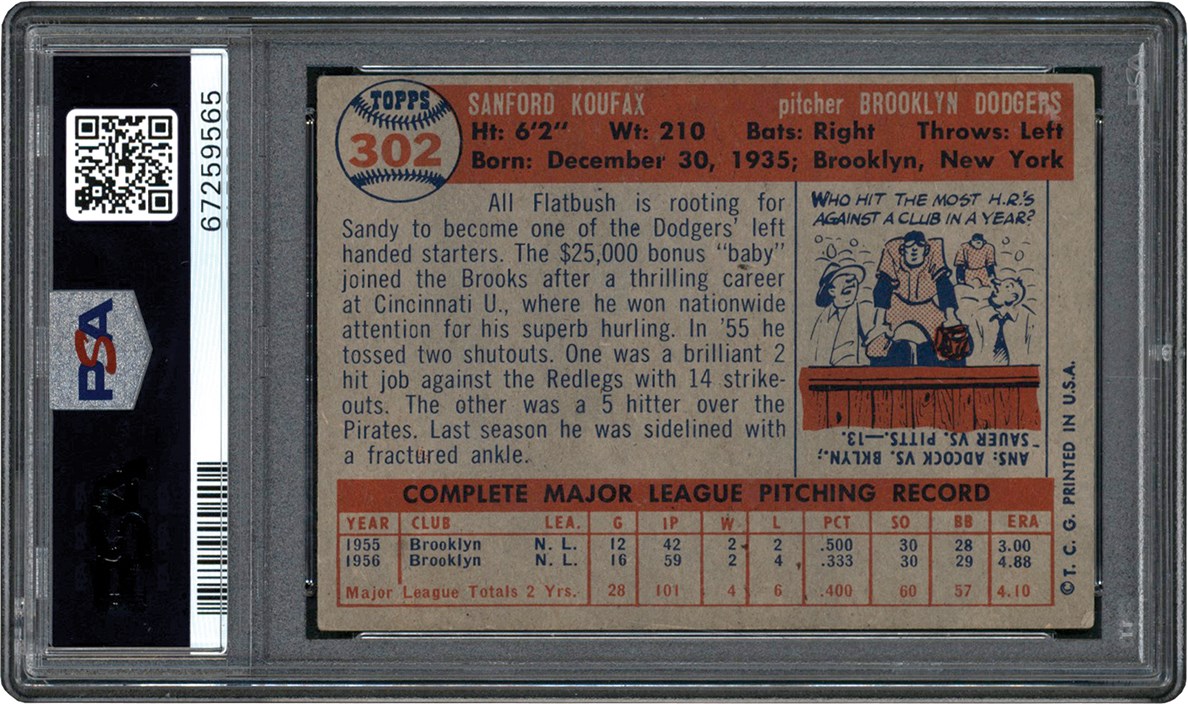 67259565
PSA
TOPPS
302
SANFORD KOUFAX pitcher BROOKLYN DODGERS
Ht: 6'2" Wt: 210 Bats: Right Throws: Left
Born: December 30, 1935; Brooklyn, New York
All Flatbush is rooting for
Sandy to become one of the Dodgers' left
handed starters. The $25,000 bonus "baby"
joined the Brooks after a thrilling career
at Cincinnati U., where he won nationwide
attention for his superb hurling. In '55 he
tossed two shutouts. One was a brilliant 2
hit job against the Redlegs with 14 strike-
outs. The other was a 5 hitter over the
Pirates. Last season he was sidelined with
a fractured ankle.
WHO HIT THE MOST H.R.'S
AGAINST A CLUB IN A YEAR?
ANS: ADCOCK VS. BKLYN.;
SAUER VS. PITTS.—13.
© T. C. G. PRINTED IN U.S.A.
COMPLETE MAJOR LEAGUE PITCHING RECORD
YEAR CLUB LEA. G IP W L PCT SO BB ERA
1955 Brooklyn N. L. 12 42 2 2 .500 30 28 3.00
1956 Brooklyn N. L. 16 59 2 4 .333 30 29 4.88
Major League Totals 2 Yrs. 28 101 4 6 .400 60 57 4.10